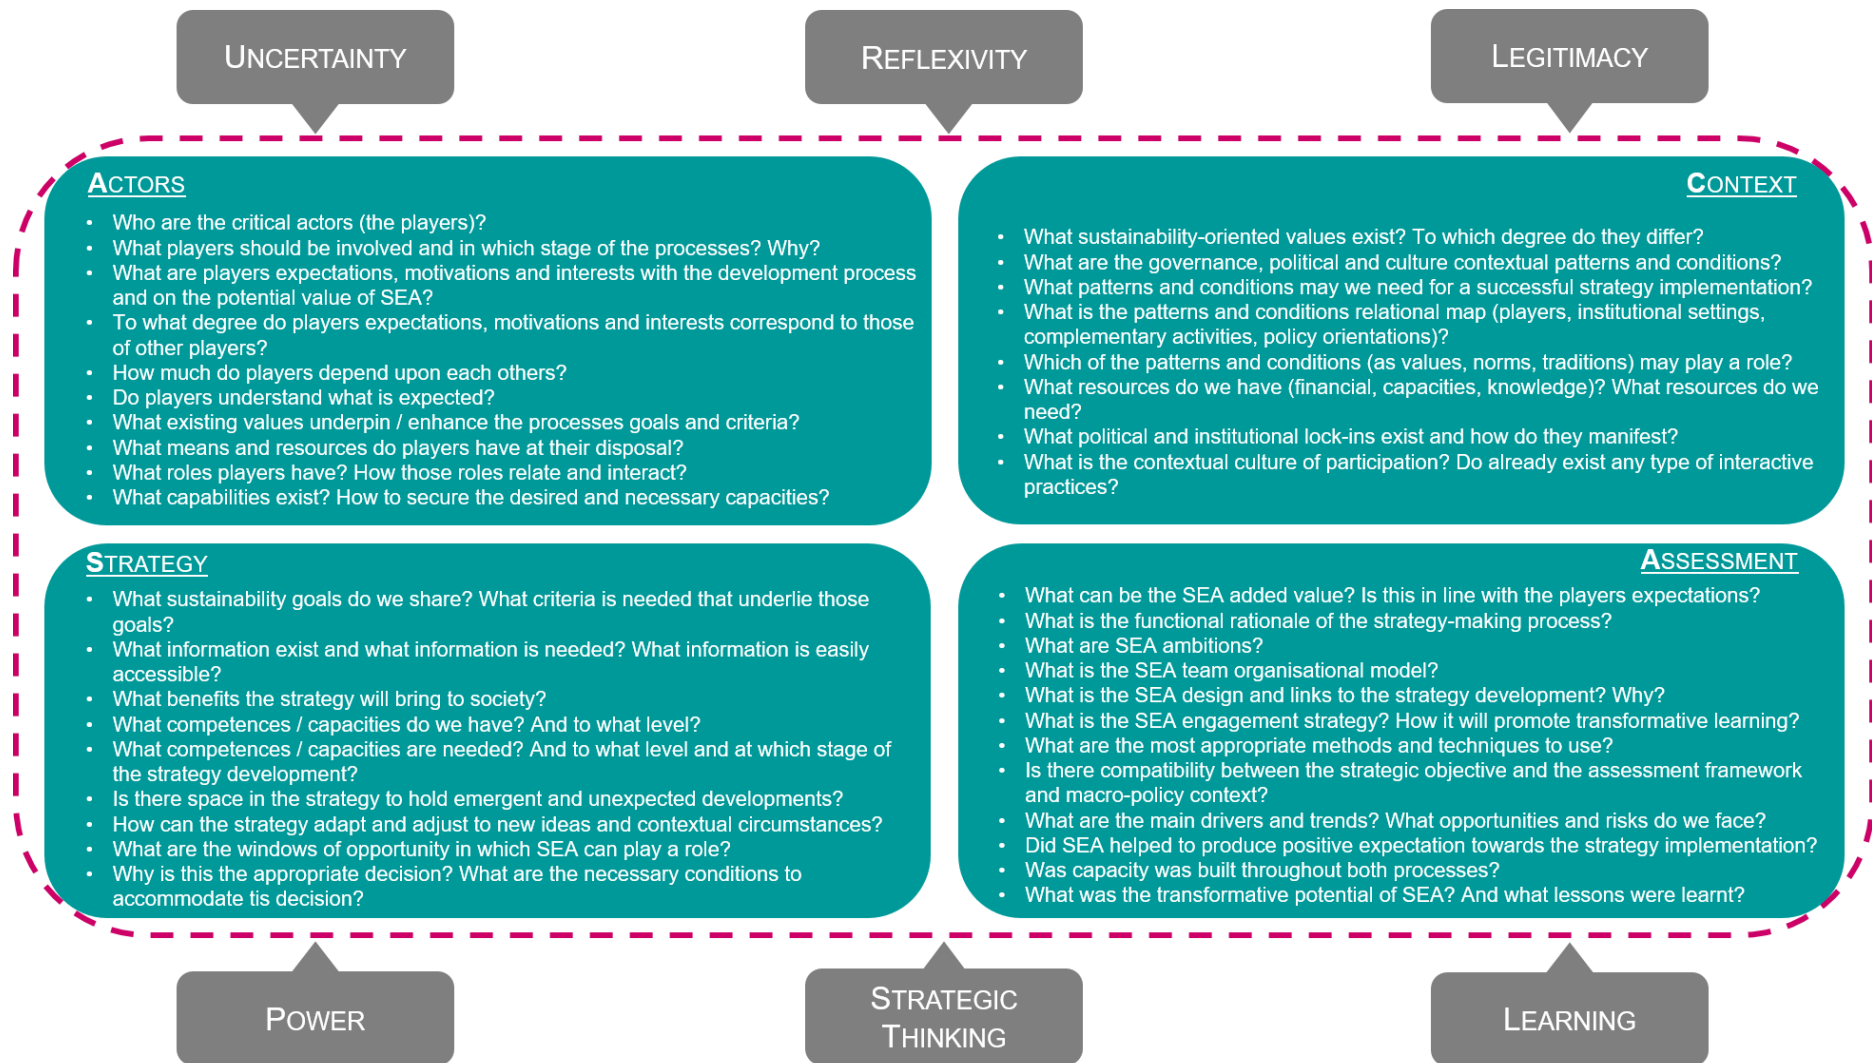 UNCERTAINTY
REFLEXIVITY
LEGITIMACY
ACTORS
• Who are the critical actors (the players)?
• What players should be involved and in which stage of the processes? Why?
• What are players expectations, motivations and interests with the development process
and on the potential value of SEA?
• To what degree do players expectations, motivations and interests correspond to those
of other players?
• How much do players depend upon each others?
• Do players understand what is expected?
• What existing values underpin / enhance the processes goals and criteria?
• What means and resources do players have at their disposal?
• What roles players have? How those roles relate and interact?
• What capabilities exist? How to secure the desired and necessary capacities?
CONTEXT
• What sustainability-oriented values exist? To which degree do they differ?
• What are the governance, political and culture contextual patterns and conditions?
• What patterns and conditions may we need for a successful strategy implementation?
• What is the patterns and conditions relational map (players, institutional settings,
complementary activities, policy orientations)?
• Which of the patterns and conditions (as values, norms, traditions) may play a role?
• What resources do we have (financial, capacities, knowledge)? What resources do we
need?
• What political and institutional lock-ins exist and how do they manifest?
• What is the contextual culture of participation? Do already exist any type of interactive
practices?
STRATEGY
• What sustainability goals do we share? What criteria is needed that underlie those
goals?
• What information exist and what information is needed? What information is easily
accessible?
• What benefits the strategy will bring to society?
• What competences / capacities do we have? And to what level?
• What competences / capacities are needed? And to what level and at which stage of
the strategy development?
• Is there space in the strategy to hold emergent and unexpected developments?
• How can the strategy adapt and adjust to new ideas and contextual circumstances?
• What are the windows of opportunity in which SEA can play a role?
• Why is this the appropriate decision? What are the necessary conditions to
accommodate tis decision?
ASSESSMENT
• What can be the SEA added value? Is this in line with the players expectations?
• What is the functional rationale of the strategy-making process?
• What are SEA ambitions?
• What is the SEA team organisational model?
• What is the SEA design and links to the strategy development? Why?
• What is the SEA engagement strategy? How it will promote transformative learning?
• What are the most appropriate methods and techniques to use?
• Is there compatibility between the strategic objective and the assessment framework
and macro-policy context?
• What are the main drivers and trends? What opportunities and risks do we face?
• Did SEA helped to produce positive expectation towards the strategy implementation?
• Was capacity was built throughout both processes?
• What was the transformative potential of SEA? And what lessons were learnt?
POWER
STRATEGIC
THINKING
LEARNING